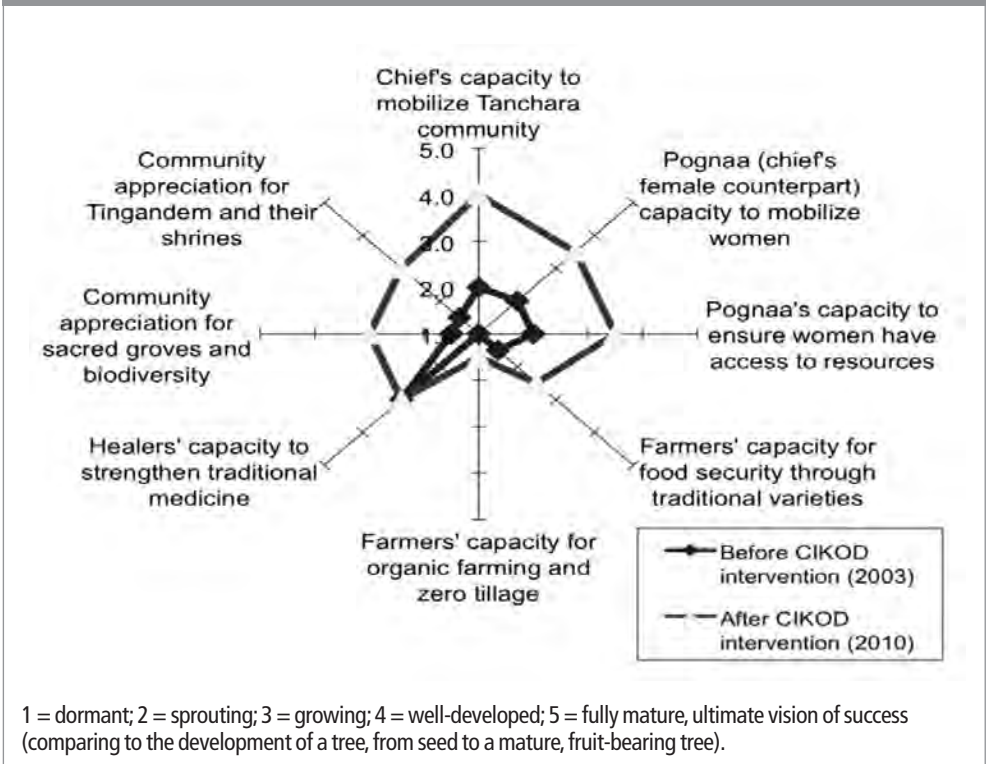 Chief's capacity to
mobilize Tanchara
community
5.0
4.0
3.0
2.0
1
Pognaa (chief's
female counterpart)
capacity to mobilize
women
Pognaa's capacity to
ensure women have
access to resources
Farmers' capacity for
food security through
traditional varieties
Farmers' capacity for
organic farming and
zero tillage
Healers' capacity to
strengthen traditional
medicine
Community
appreciation for
sacred groves and
biodiversity
Community
appreciation for
Tingandem and their
shrines
Before CIKOD
intervention (2003)
After CIKOD
intervention (2010)
1 = dormant; 2 = sprouting; 3 = growing; 4 = well-developed; 5 = fully mature, ultimate vision of success
(comparing to the development of a tree, from seed to a mature, fruit-bearing tree).